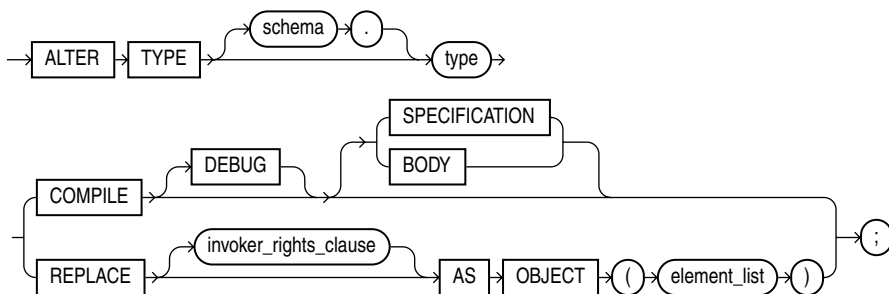 schema .
ALTER TYPE type
SPECIFICATION
DEBUG BODY
COMPILE
invoker_rights_clause ;
REPLACE AS OBJECT ( element_list )